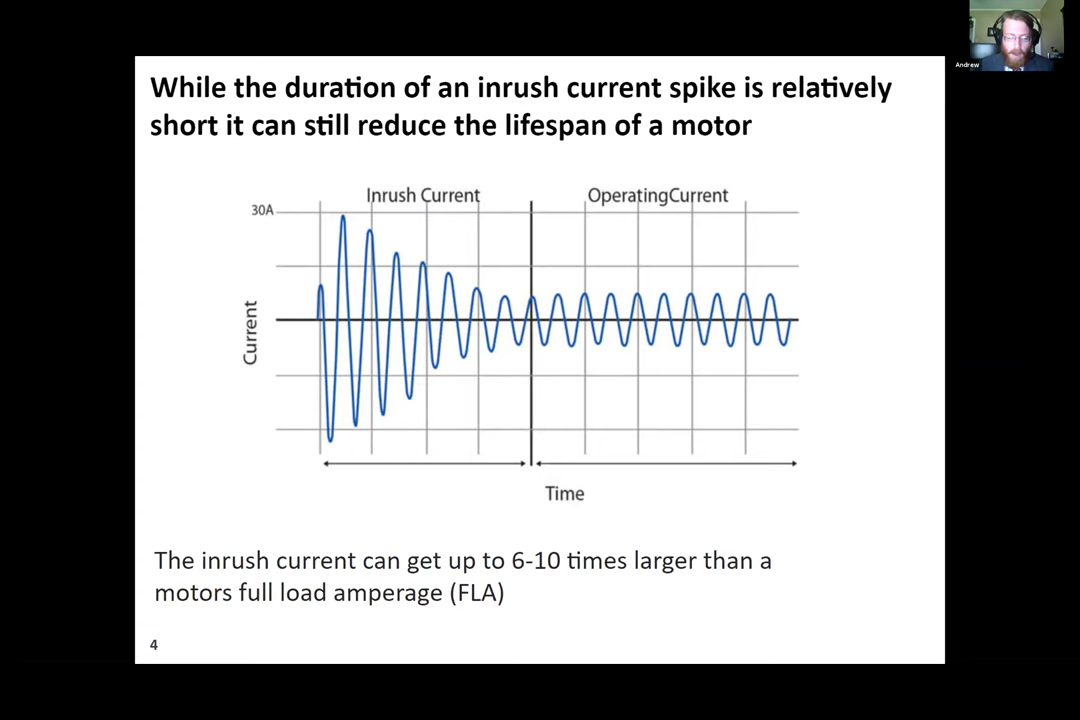 Andrew
While the duration of an inrush current spike is relatively
short it can still reduce the lifespan of a motor
Inrush Current
OperatingCurrent
30A
Current
Time
The inrush current can get up to 6-10 times larger than a
motors full load amperage (FLA)
4